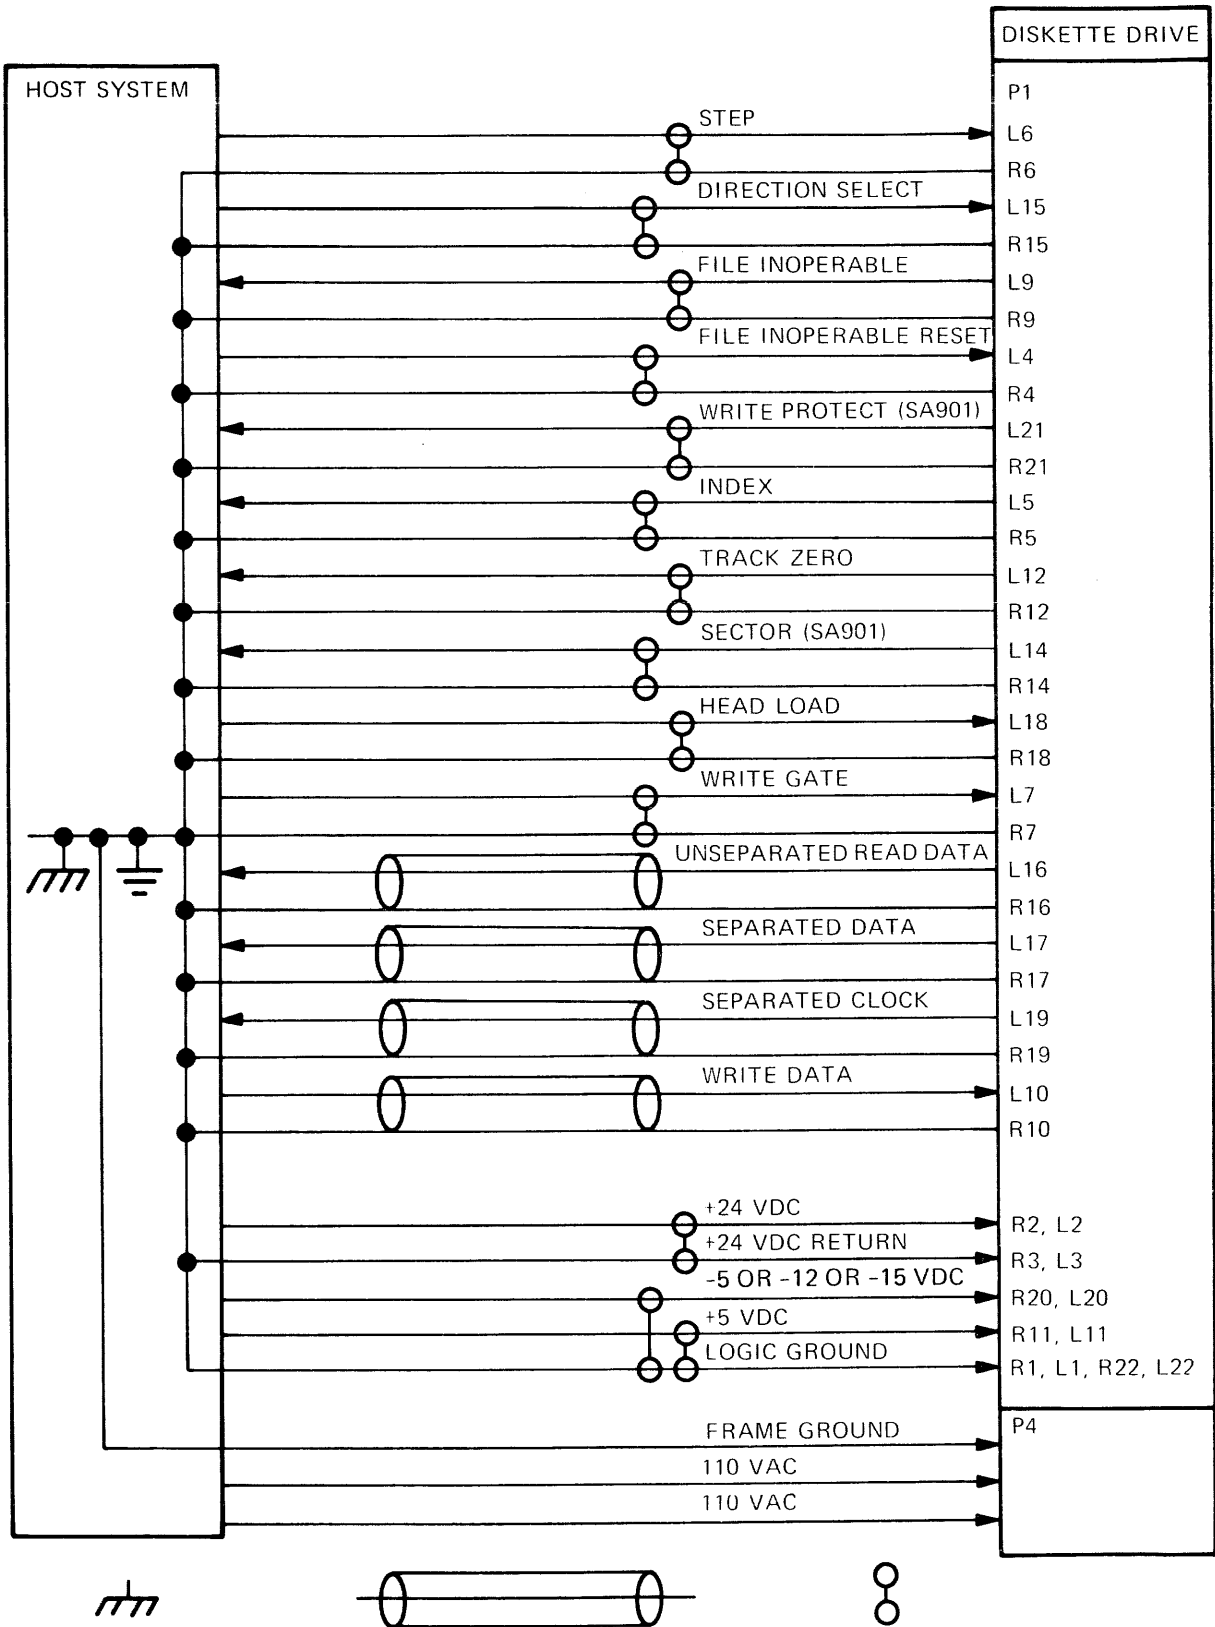 DISKETTE DRIVE
HOST SYSTEM
P1
STEP
L6
R6
DIRECTION SELECT
L15
R15
FILE INOPERABLE
L9
R9
FILE INOPERABLE RESET
L4
R4
WRITE PROTECT (SA901)
L21
R21
INDEX
L5
R5
TRACK ZERO
L12
R12
SECTOR (SA901)
L14
R14
HEAD LOAD
L18
R18
WRITE GATE
L7
R7
UNSEPARATED READ DATA
L16
R16
SEPARATED DATA
L17
R17
SEPARATED CLOCK
L19
R19
WRITE DATA
L10
R10
+24 VDC
R2, L2
+24 VDC RETURN
R3, L3
-5 OR -12 OR -15 VDC
R20, L20
+5 VDC
R11, L11
LOGIC GROUND
R1, L1, R22, L22
P4
FRAME GROUND
110 VAC
110 VAC